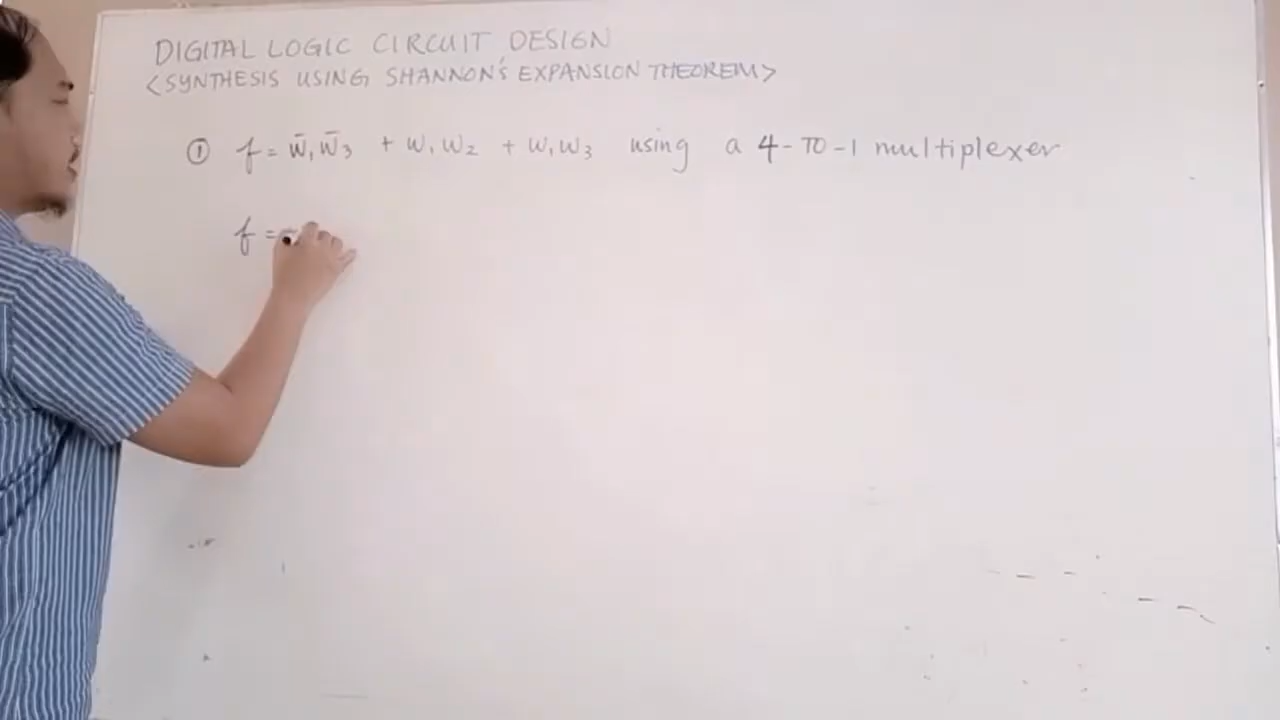 DIGITAL LOGIC CIRCUIT DESIGN
<SYNTHESIS USING SHANNON'S EXPANSION THEOREM>
① f = w̄₁w̄₃ + w₁w₂ + w₁w₃ using a 4-TO-1 multiplexer
f =